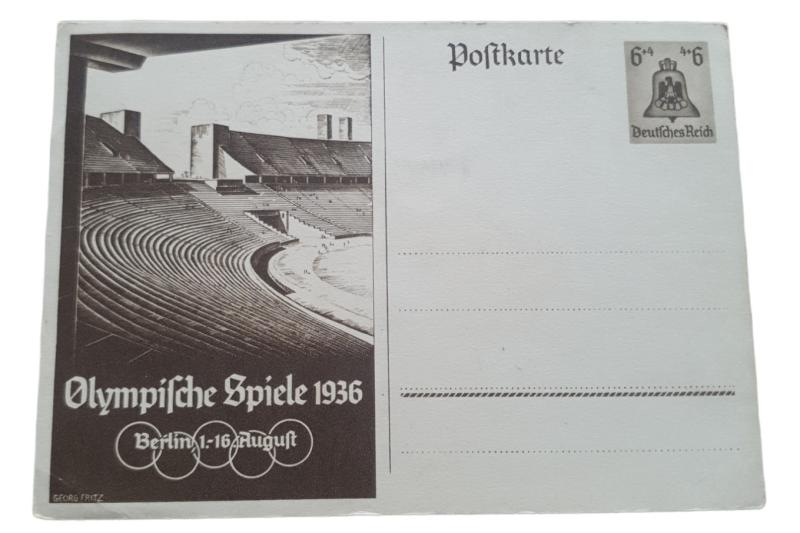 Postkarte
6+4 4+6
Deutsches Reich
Olympische Spiele 1936
Berlin, 1.-16. August
GEORG FRITZ